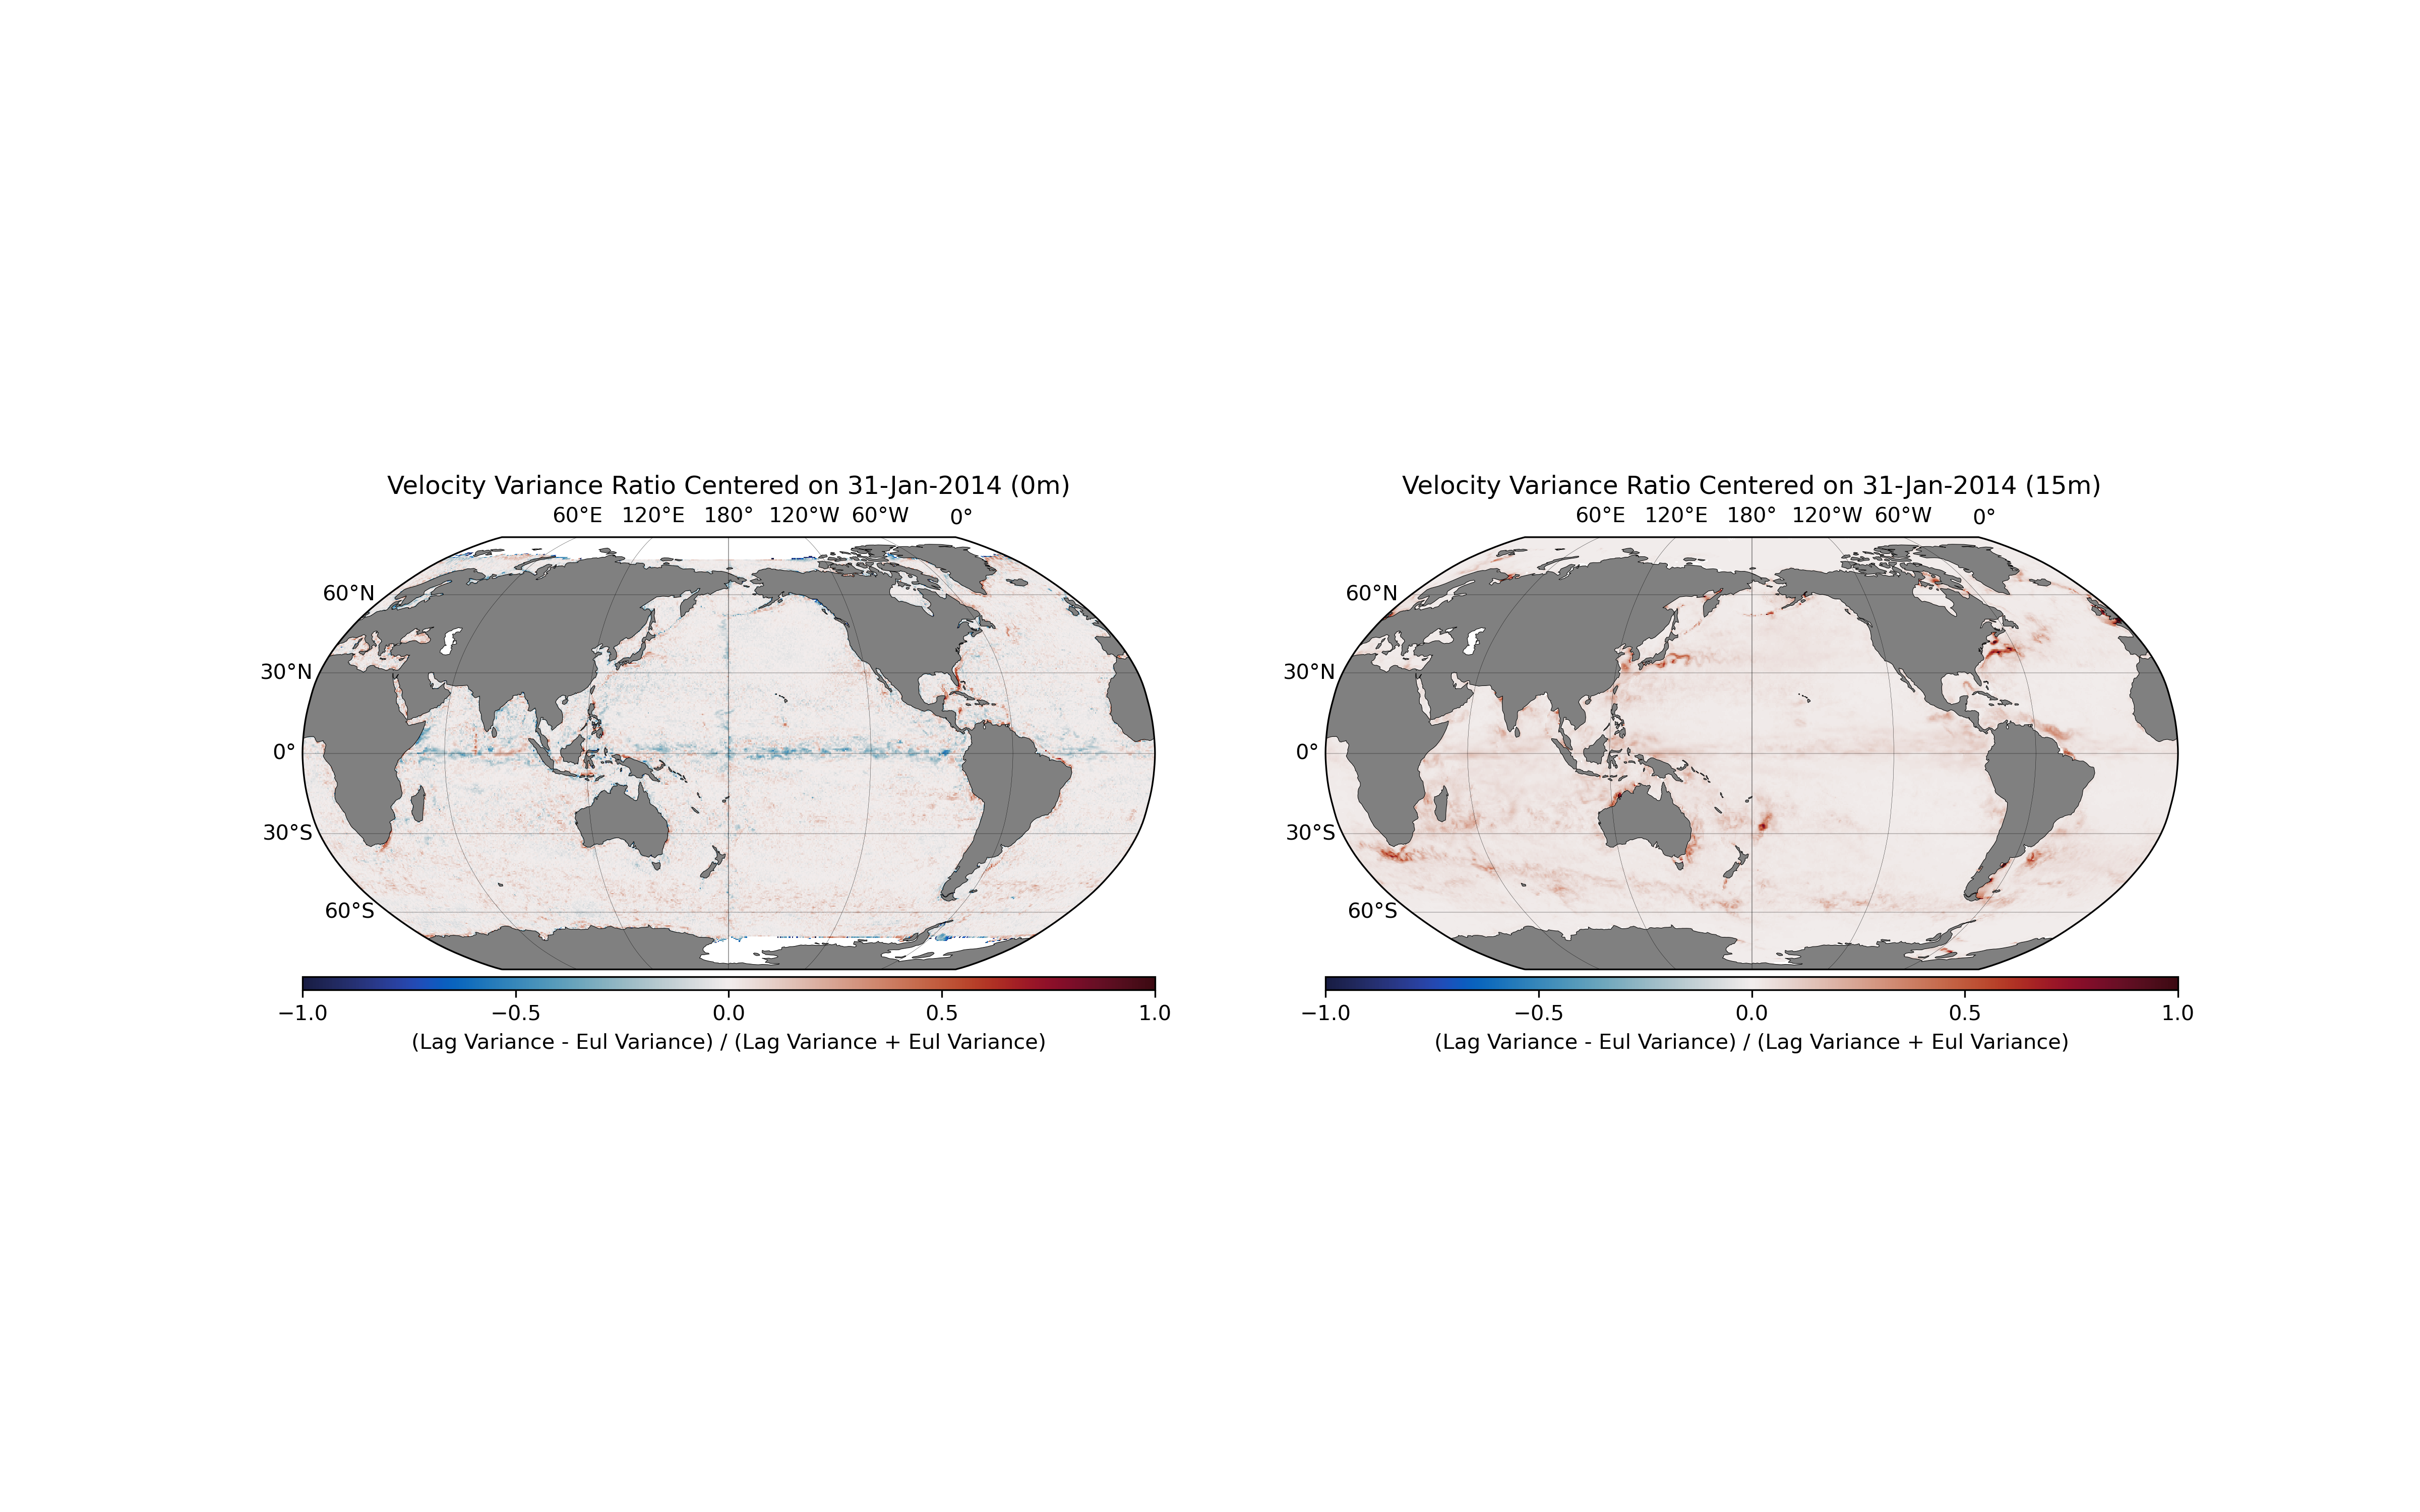 Velocity Variance Ratio Centered on 31-Jan-2014 (0m)
60°E 120°E 180° 120°W 60°W 0°
60°N
30°N
0°
30°S
60°S
−1.0 −0.5 0.0 0.5 1.0
(Lag Variance - Eul Variance) / (Lag Variance + Eul Variance)
Velocity Variance Ratio Centered on 31-Jan-2014 (15m)
60°E 120°E 180° 120°W 60°W 0°
60°N
30°N
0°
30°S
60°S
−1.0 −0.5 0.0 0.5 1.0
(Lag Variance - Eul Variance) / (Lag Variance + Eul Variance)